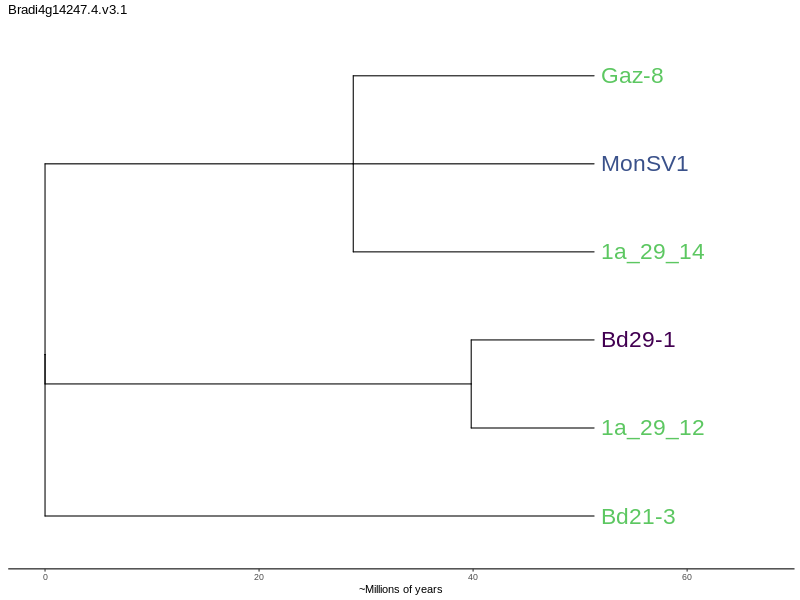 Bradi4g14247.4.v3.1
Gaz-8
MonSV1
1a_29_14
Bd29-1
1a_29_12
Bd21-3
0 20 40 60
~Millions of years